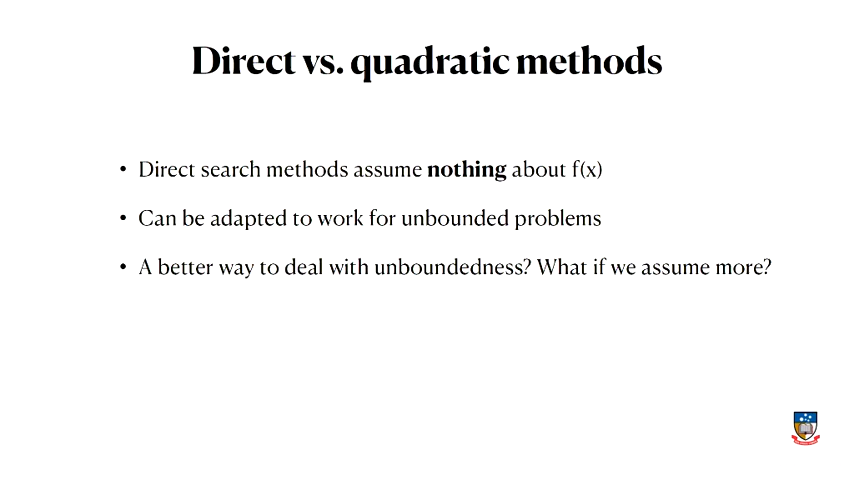 Direct vs. quadratic methods
• Direct search methods assume nothing about f(x)
• Can be adapted to work for unbounded problems
• A better way to deal with unboundedness? What if we assume more?